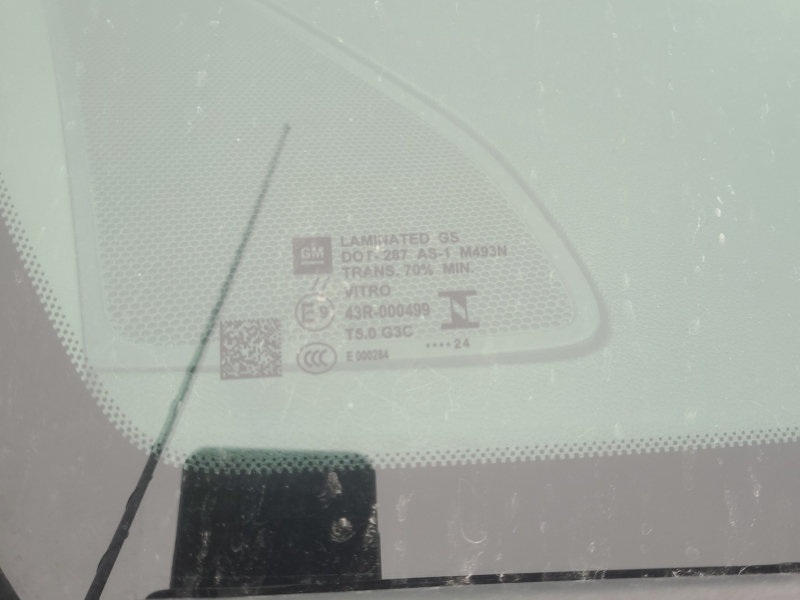 GM
LAMINATED GS
DOT- 287 AS-1 M493N
TRANS. 70% MIN.
VITRO
E9 43R-000499
T5.0 G3C
CCC E 000284
•••• 24